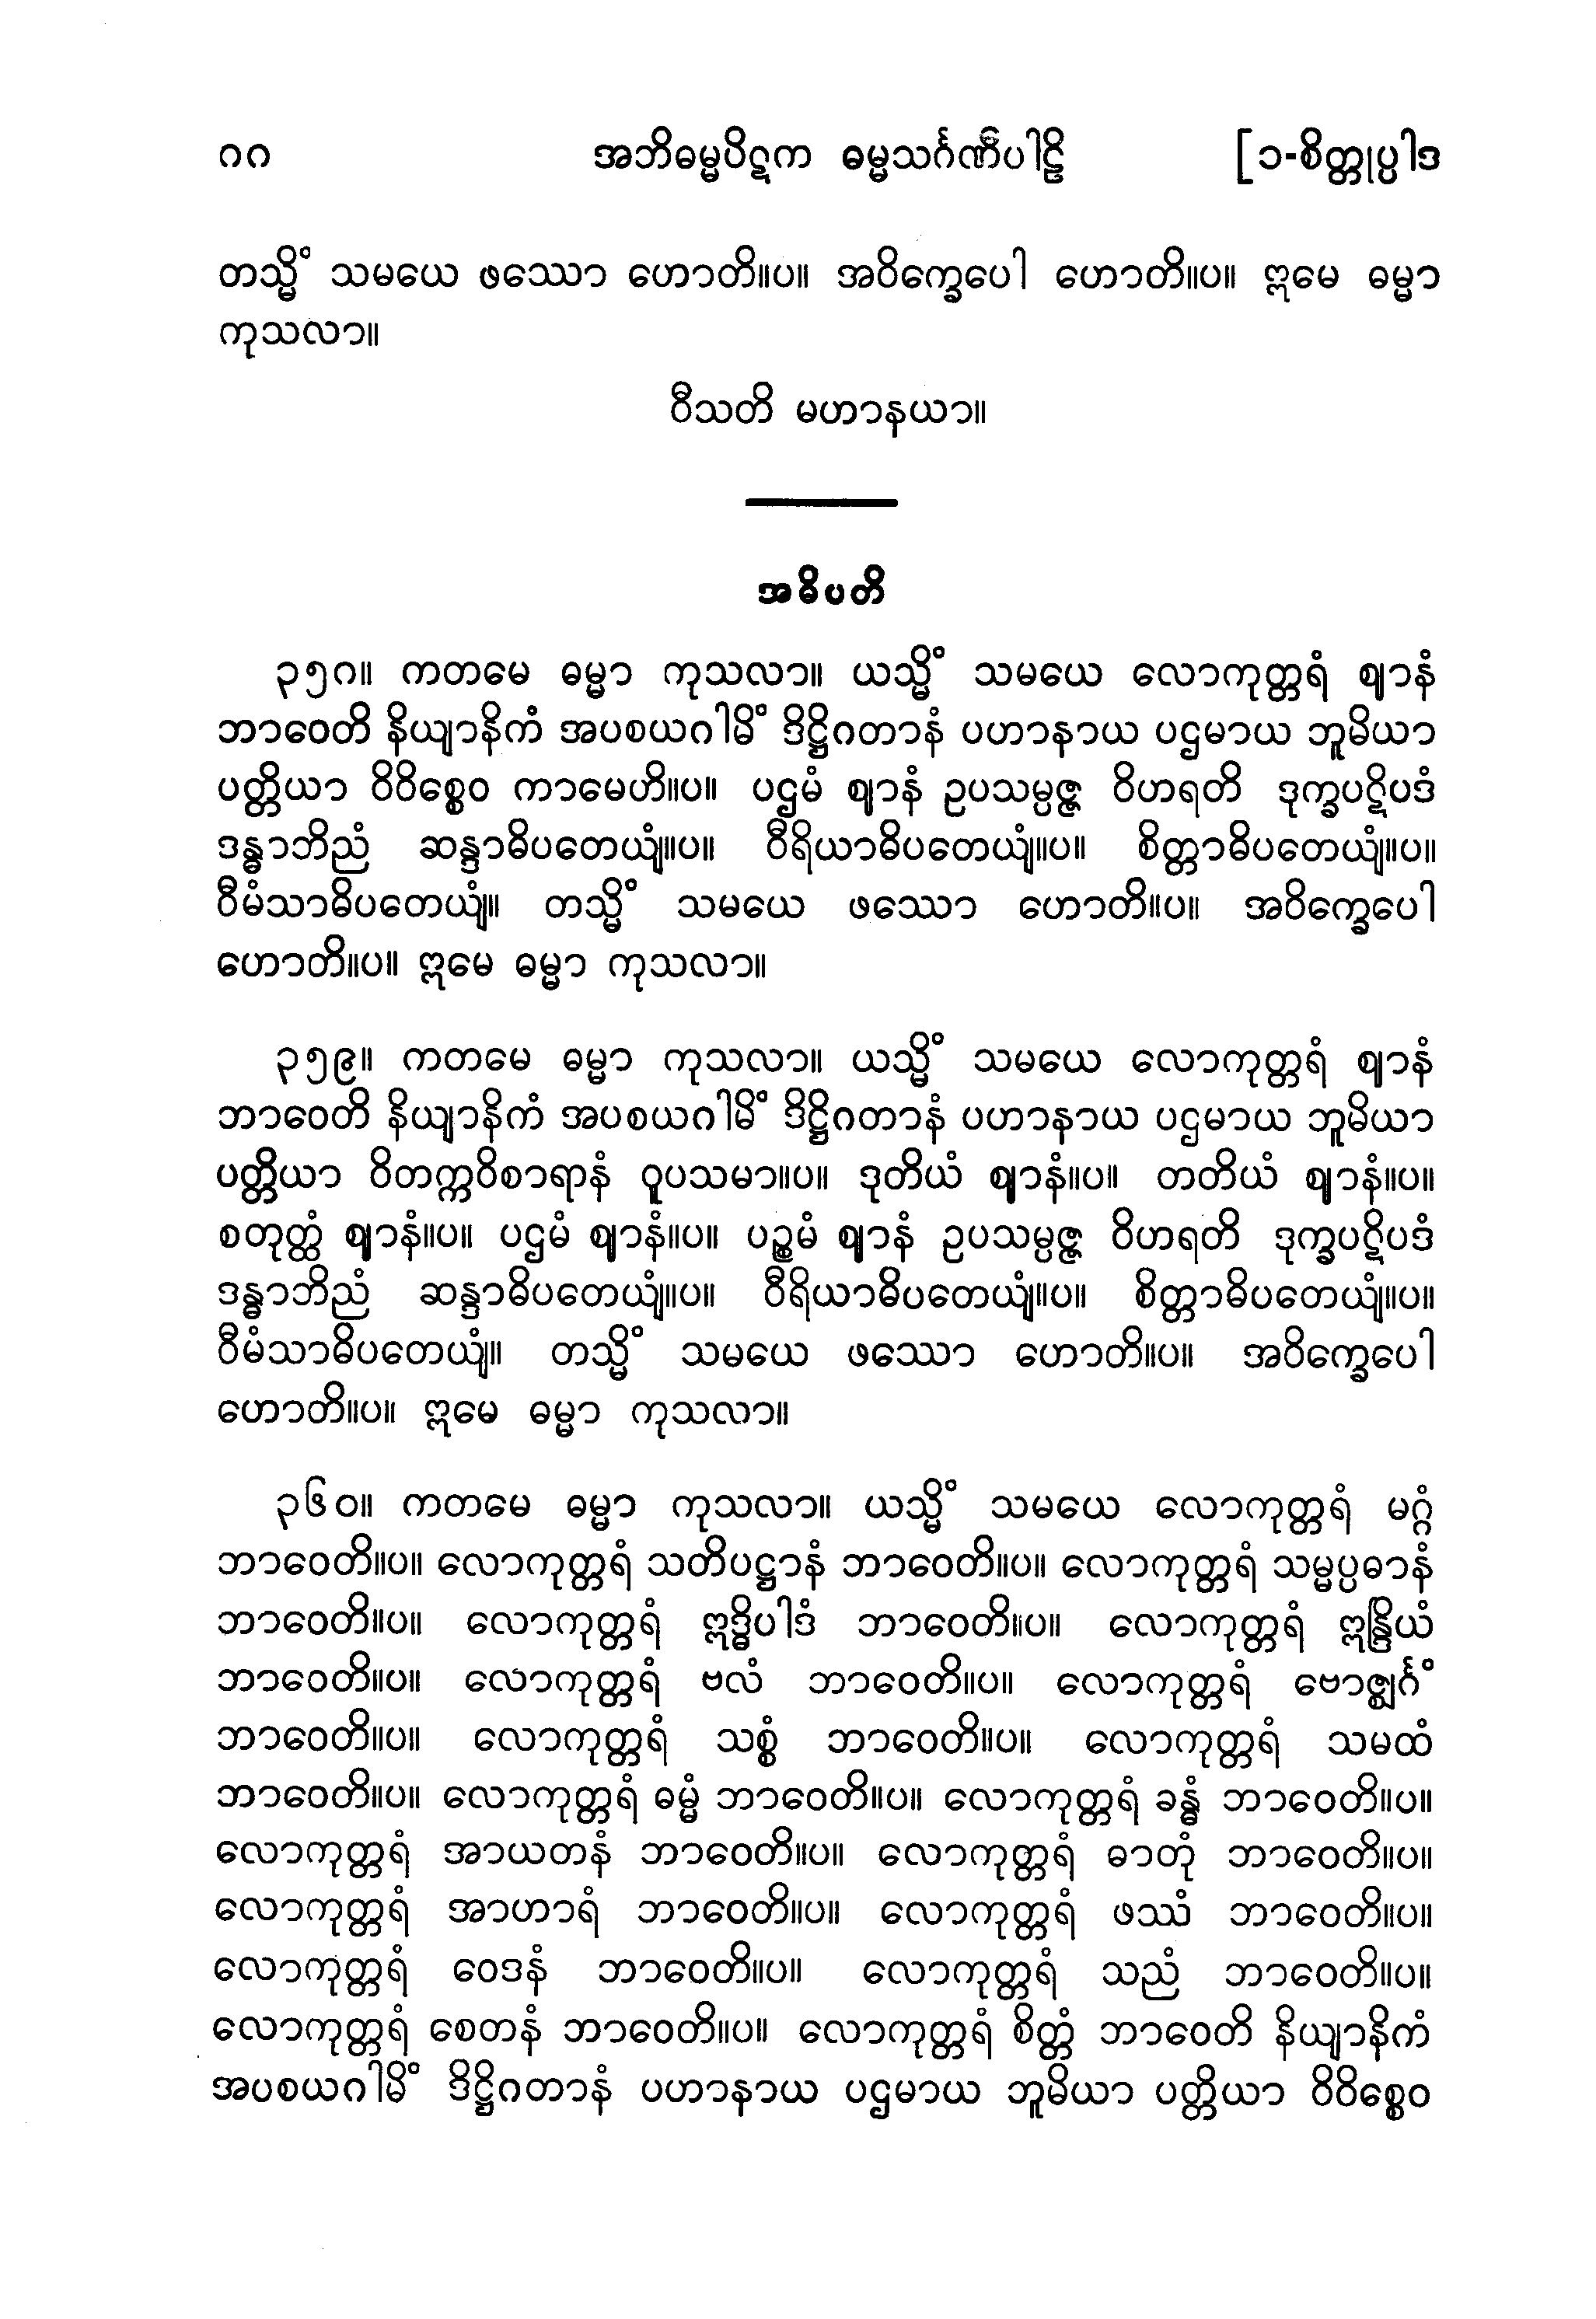 ၈၈ အဘိဓမ္မပိဋက ဓမ္မသင်္ဂဏီပါဠိ [၁-စိတ္တုပ္ပါဒ
တသ္မိံ သမယေ ဖဿော ဟောတိ။ပ။ အဝိက္ခေပေါ ဟောတိ။ပ။ ဣမေ ဓမ္မာ
ကုသလာ။
ဝီသတိ မဟာနယာ။
အဓိပတိ
၃၅၈။ ကတမေ ဓမ္မာ ကုသလာ။ ယသ္မိံ သမယေ လောကုတ္တရံ ဈာနံ
ဘာဝေတိ နိယျာနိကံ အပစယဂါမိံ ဒိဋ္ဌိဂတာနံ ပဟာနာယ ပဌမာယ ဘူမိယာ
ပတ္တိယာ ဝိဝိစ္စေဝ ကာမေဟိ။ပ။ ပဌမံ ဈာနံ ဥပသမ္ပဇ္ဇ ဝိဟရတိ ဒုက္ခပဋိပဒံ
ဒန္ဓာဘိညံ ဆန္ဒာဓိပတေယျံ။ပ။ ဝီရိယာဓိပတေယျံ။ပ။ စိတ္တာဓိပတေယျံ။ပ။
ဝီမံသာဓိပတေယျံ။ တသ္မိံ သမယေ ဖဿော ဟောတိ။ပ။ အဝိက္ခေပေါ
ဟောတိ။ပ။ ဣမေ ဓမ္မာ ကုသလာ။
၃၅၉။ ကတမေ ဓမ္မာ ကုသလာ။ ယသ္မိံ သမယေ လောကုတ္တရံ ဈာနံ
ဘာဝေတိ နိယျာနိကံ အပစယဂါမိံ ဒိဋ္ဌိဂတာနံ ပဟာနာယ ပဌမာယ ဘူမိယာ
ပတ္တိယာ ဝိတက္ကဝိစာရာနံ ဝူပသမာ။ပ။ ဒုတိယံ ဈာနံ။ပ။ တတိယံ ဈာနံ။ပ။
စတုတ္ထံ ဈာနံ။ပ။ ပဌမံ ဈာနံ။ပ။ ပဉ္စမံ ဈာနံ ဥပသမ္ပဇ္ဇ ဝိဟရတိ ဒုက္ခပဋိပဒံ
ဒန္ဓာဘိညံ ဆန္ဒာဓိပတေယျံ။ပ။ ဝီရိယာဓိပတေယျံ။ပ။ စိတ္တာဓိပတေယျံ။ပ။
ဝီမံသာဓိပတေယျံ။ တသ္မိံ သမယေ ဖဿော ဟောတိ။ပ။ အဝိက္ခေပေါ
ဟောတိ။ပ။ ဣမေ ဓမ္မာ ကုသလာ။
၃၆၀။ ကတမေ ဓမ္မာ ကုသလာ။ ယသ္မိံ သမယေ လောကုတ္တရံ မဂ္ဂံ
ဘာဝေတိ။ပ။ လောကုတ္တရံ သတိပဋ္ဌာနံ ဘာဝေတိ။ပ။ လောကုတ္တရံ သမ္မပ္ပဓာနံ
ဘာဝေတိ။ပ။ လောကုတ္တရံ ဣဒ္ဓိပါဒံ ဘာဝေတိ။ပ။ လောကုတ္တရံ ဣန္ဒြိယံ
ဘာဝေတိ။ပ။ လောကုတ္တရံ ဗလံ ဘာဝေတိ။ပ။ လောကုတ္တရံ ဗောဇ္ဈင်္ဂံ
ဘာဝေတိ။ပ။ လောကုတ္တရံ သစ္စံ ဘာဝေတိ။ပ။ လောကုတ္တရံ သမထံ
ဘာဝေတိ။ပ။ လောကုတ္တရံ ဓမ္မံ ဘာဝေတိ။ပ။ လောကုတ္တရံ ခန္ဓံ ဘာဝေတိ။ပ။
လောကုတ္တရံ အာယတနံ ဘာဝေတိ။ပ။ လောကုတ္တရံ ဓာတုံ ဘာဝေတိ။ပ။
လောကုတ္တရံ အာဟာရံ ဘာဝေတိ။ပ။ လောကုတ္တရံ ဖဿံ ဘာဝေတိ။ပ။
လောကုတ္တရံ ဝေဒနံ ဘာဝေတိ။ပ။ လောကုတ္တရံ သညံ ဘာဝေတိ။ပ။
လောကုတ္တရံ စေတနံ ဘာဝေတိ။ပ။ လောကုတ္တရံ စိတ္တံ ဘာဝေတိ နိယျာနိကံ
အပစယဂါမိံ ဒိဋ္ဌိဂတာနံ ပဟာနာယ ပဌမာယ ဘူမိယာ ပတ္တိယာ ဝိဝိစ္စေဝ